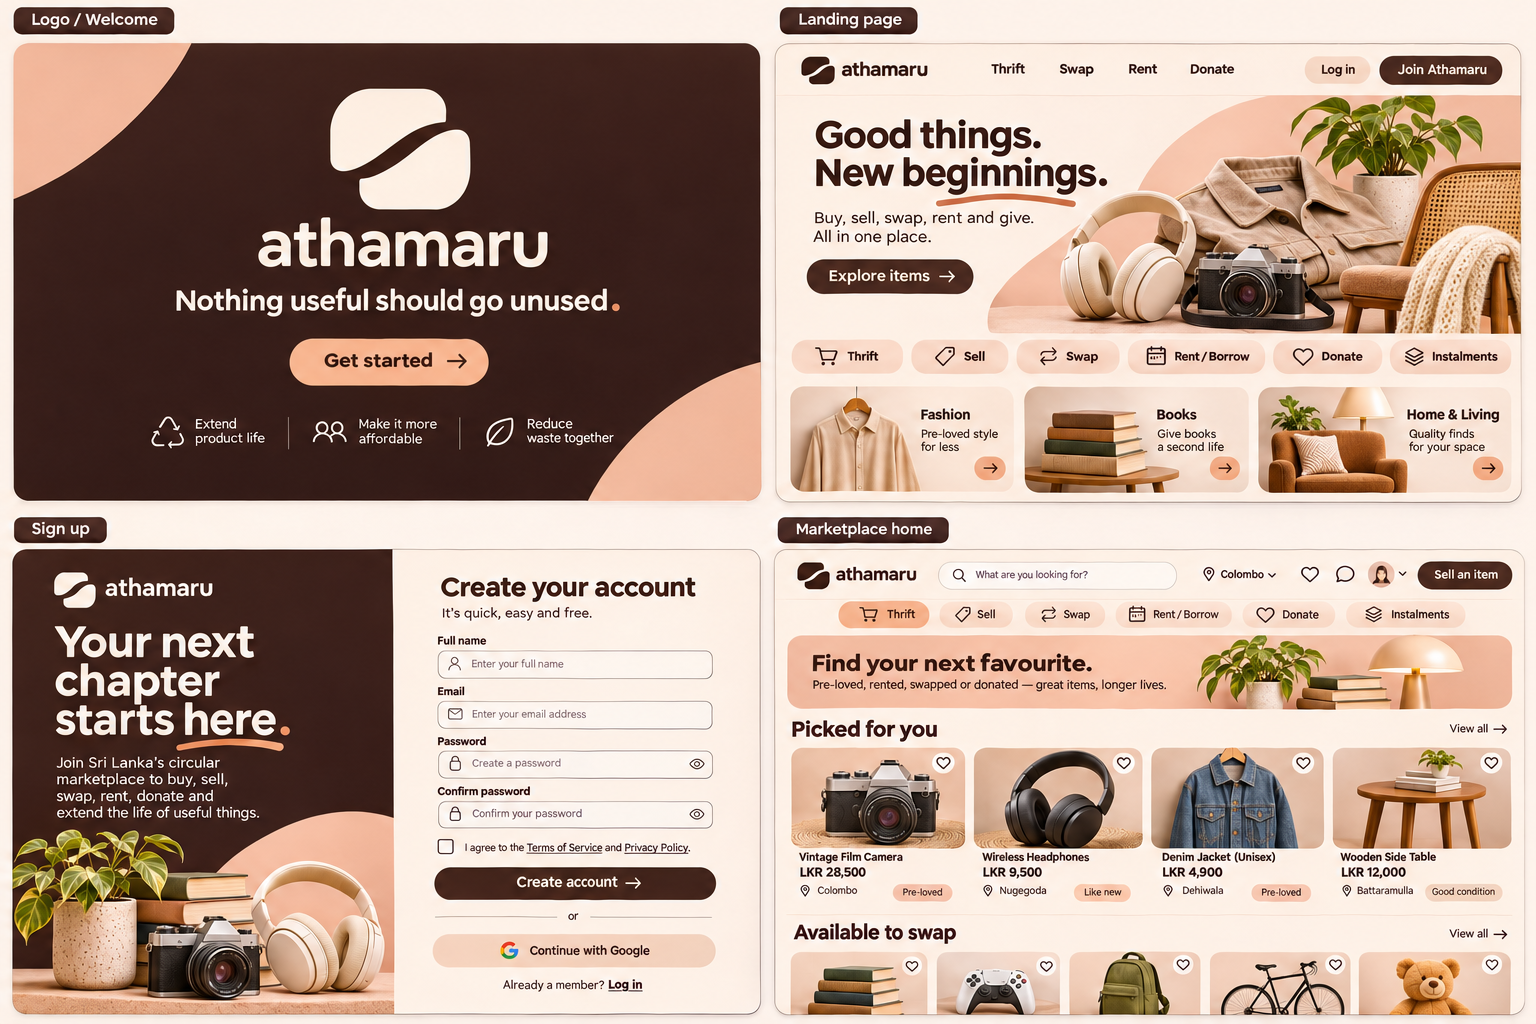 Logo / Welcome
athamaru
Nothing useful should go unused.
Get started →
Extend
product life
Make it more
affordable
Reduce
waste together
Landing page
athamaru
Thrift
Swap
Rent
Donate
Log in
Join Athamaru
Good things.
New beginnings.
Buy, sell, swap, rent and give.
All in one place.
Explore items →
Thrift
Sell
Swap
Rent / Borrow
Donate
Instalments
Fashion
Pre-loved style
for less
Books
Give books
a second life
Home & Living
Quality finds
for your space
Sign up
athamaru
Your next
chapter
starts here.
Join Sri Lanka's circular
marketplace to buy, sell,
swap, rent, donate and
extend the life of useful things.
Create your account
It's quick, easy and free.
Full name
Enter your full name
Email
Enter your email address
Password
Create a password
Confirm password
Confirm your password
I agree to the Terms of Service and Privacy Policy.
Create account →
or
Continue with Google
Already a member? Log in
Marketplace home
athamaru
What are you looking for?
Colombo
Sell an item
Thrift
Sell
Swap
Rent / Borrow
Donate
Instalments
Find your next favourite.
Pre-loved, rented, swapped or donated — great items, longer lives.
Picked for you
View all →
Vintage Film Camera
LKR 28,500
Colombo
Pre-loved
Wireless Headphones
LKR 9,500
Nugegoda
Like new
Denim Jacket (Unisex)
LKR 4,900
Dehiwala
Pre-loved
Wooden Side Table
LKR 12,000
Battaramulla
Good condition
Available to swap
View all →